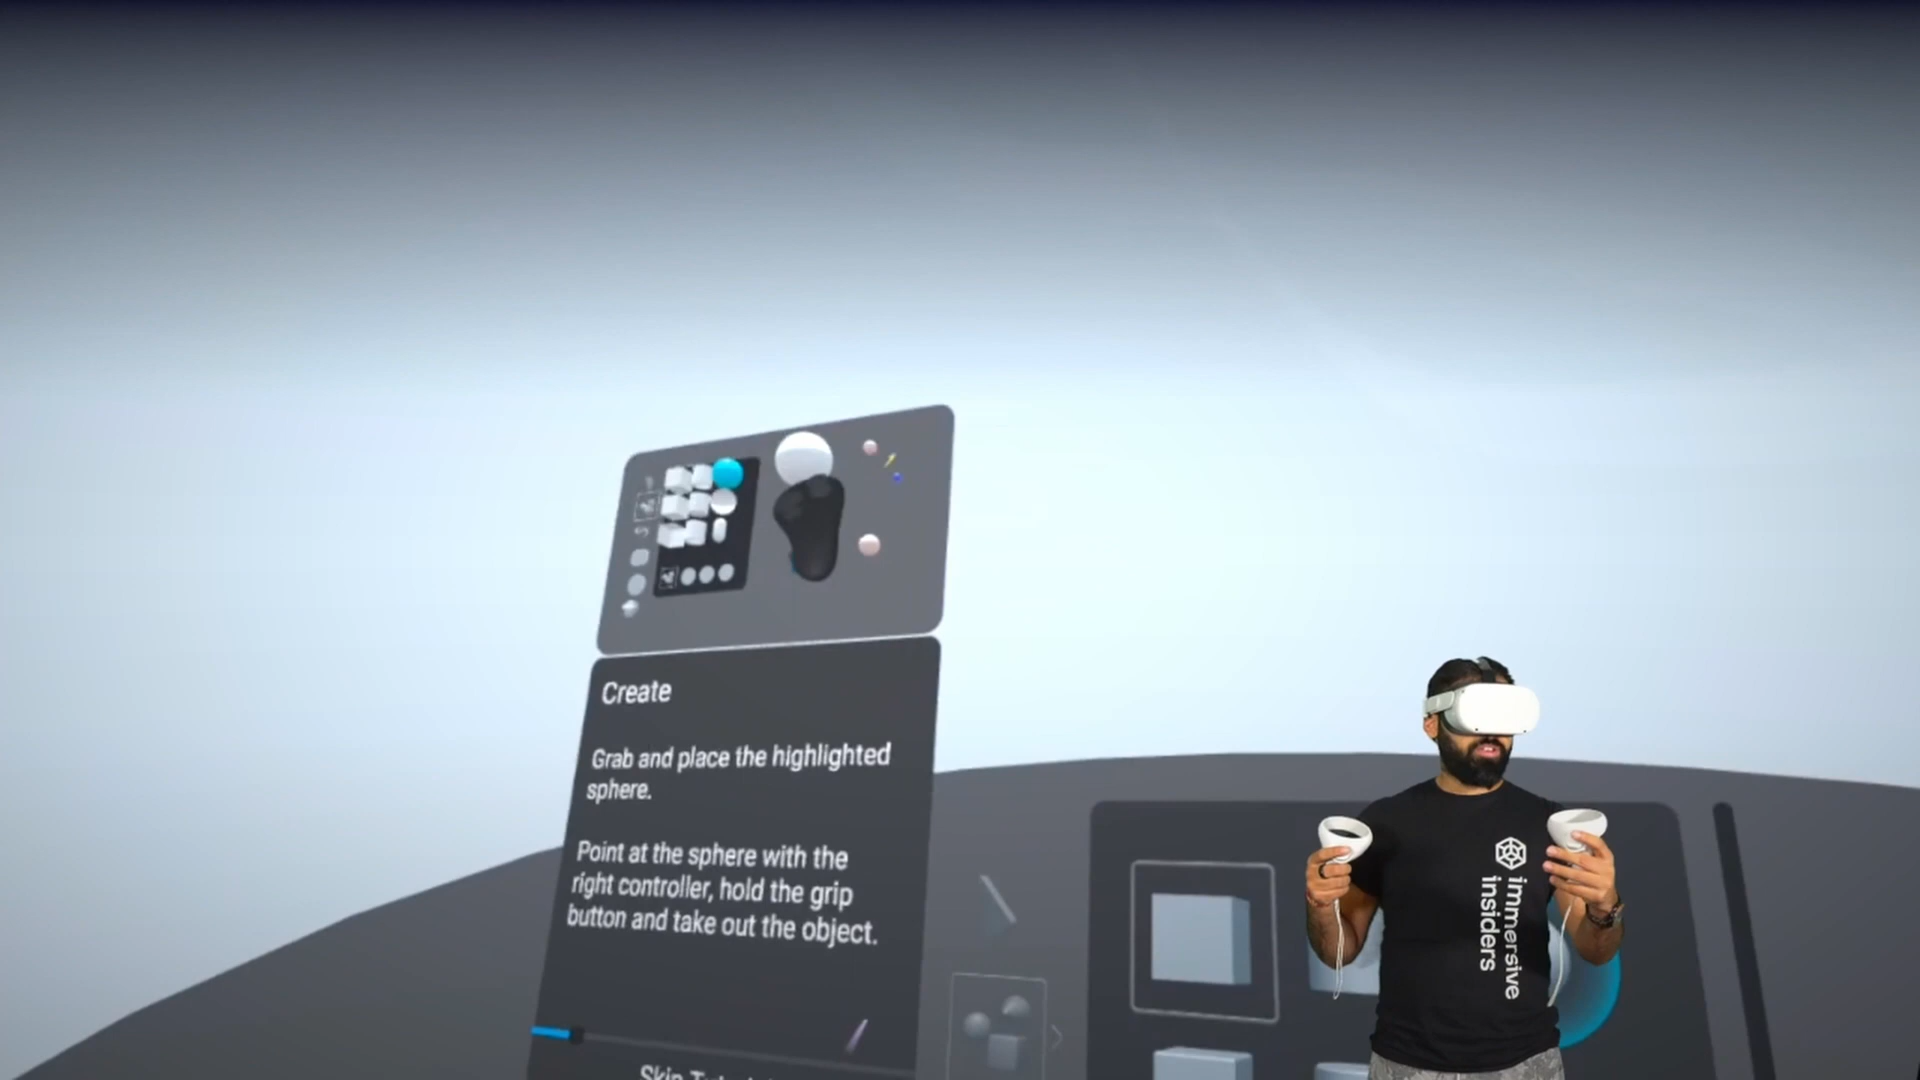 Create
Grab and place the highlighted
sphere.
Point at the sphere with the
right controller, hold the grip
button and take out the object.
Skip
immersive
insiders